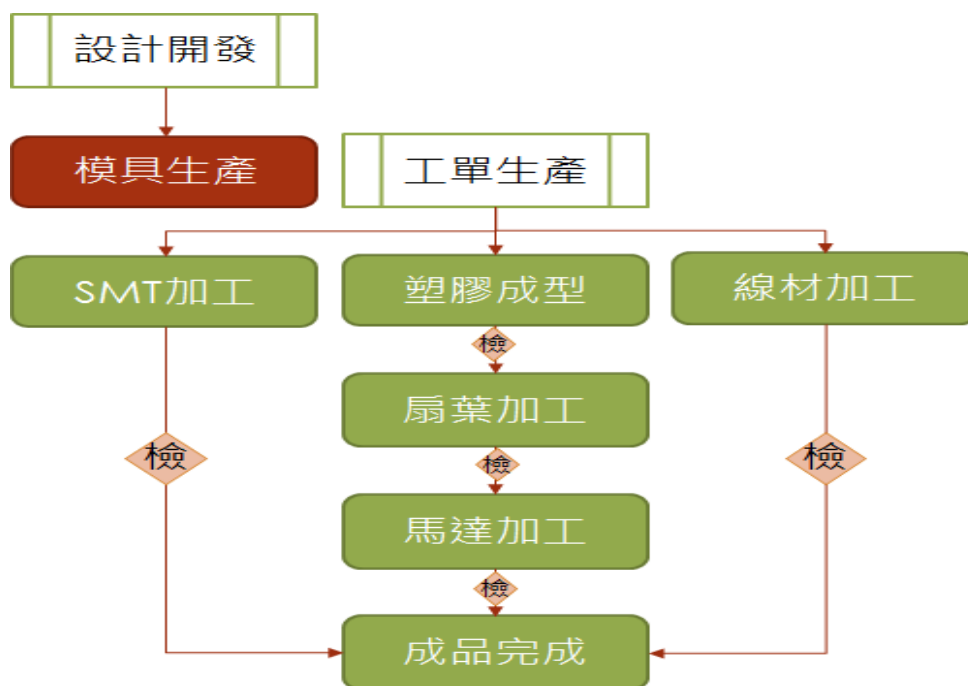 設計開發
模具生產
工單生產
SMT加工
塑膠成型
線材加工
檢
扇葉加工
檢
檢
檢
馬達加工
檢
成品完成